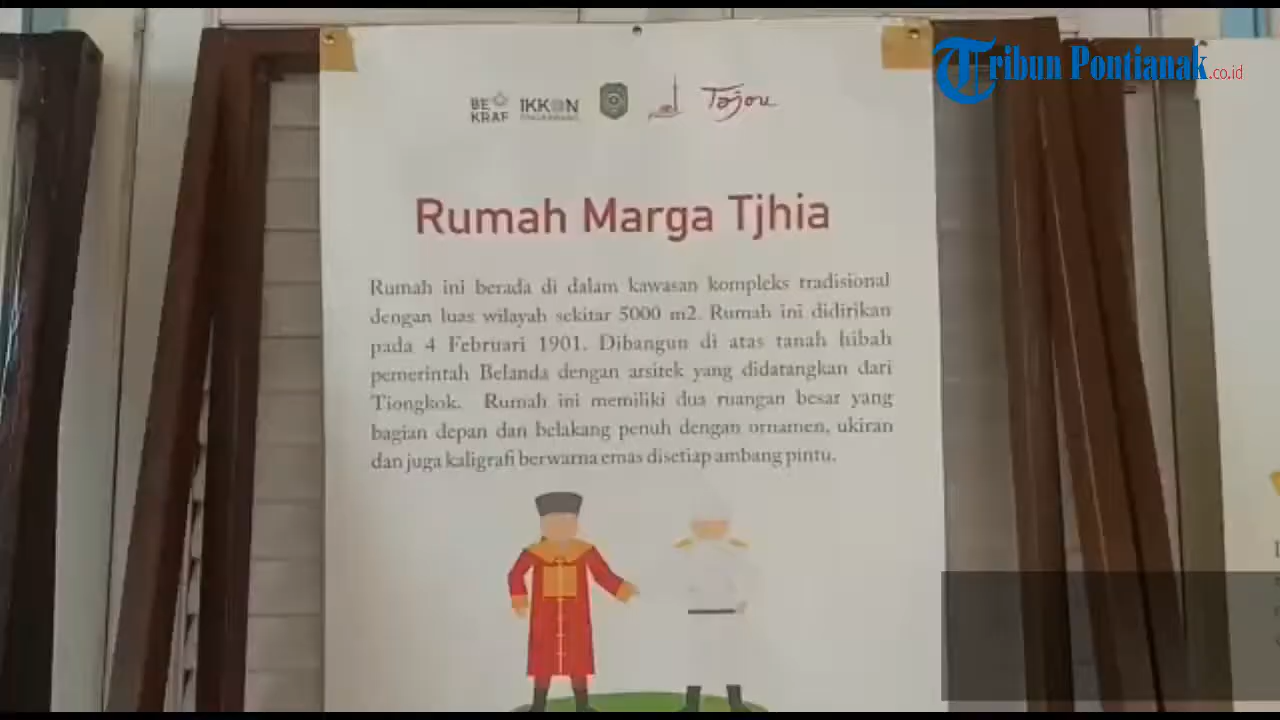 Tribun Pontianak.co.id
BE KRAF IKKON Tajou
Rumah Marga Tjhia
Rumah ini berada di dalam kawasan kompleks tradisional
dengan luas wilayah sekitar 5000 m2. Rumah ini didirikan
pada 4 Februari 1901. Dibangun di atas tanah hibah
pemerintah Belanda dengan arsitek yang didatangkan dari
Tiongkok. Rumah ini memiliki dua ruangan besar yang
bagian depan dan belakang penuh dengan ornamen, ukiran
dan juga kaligrafi berwarna emas disetiap ambang pintu.